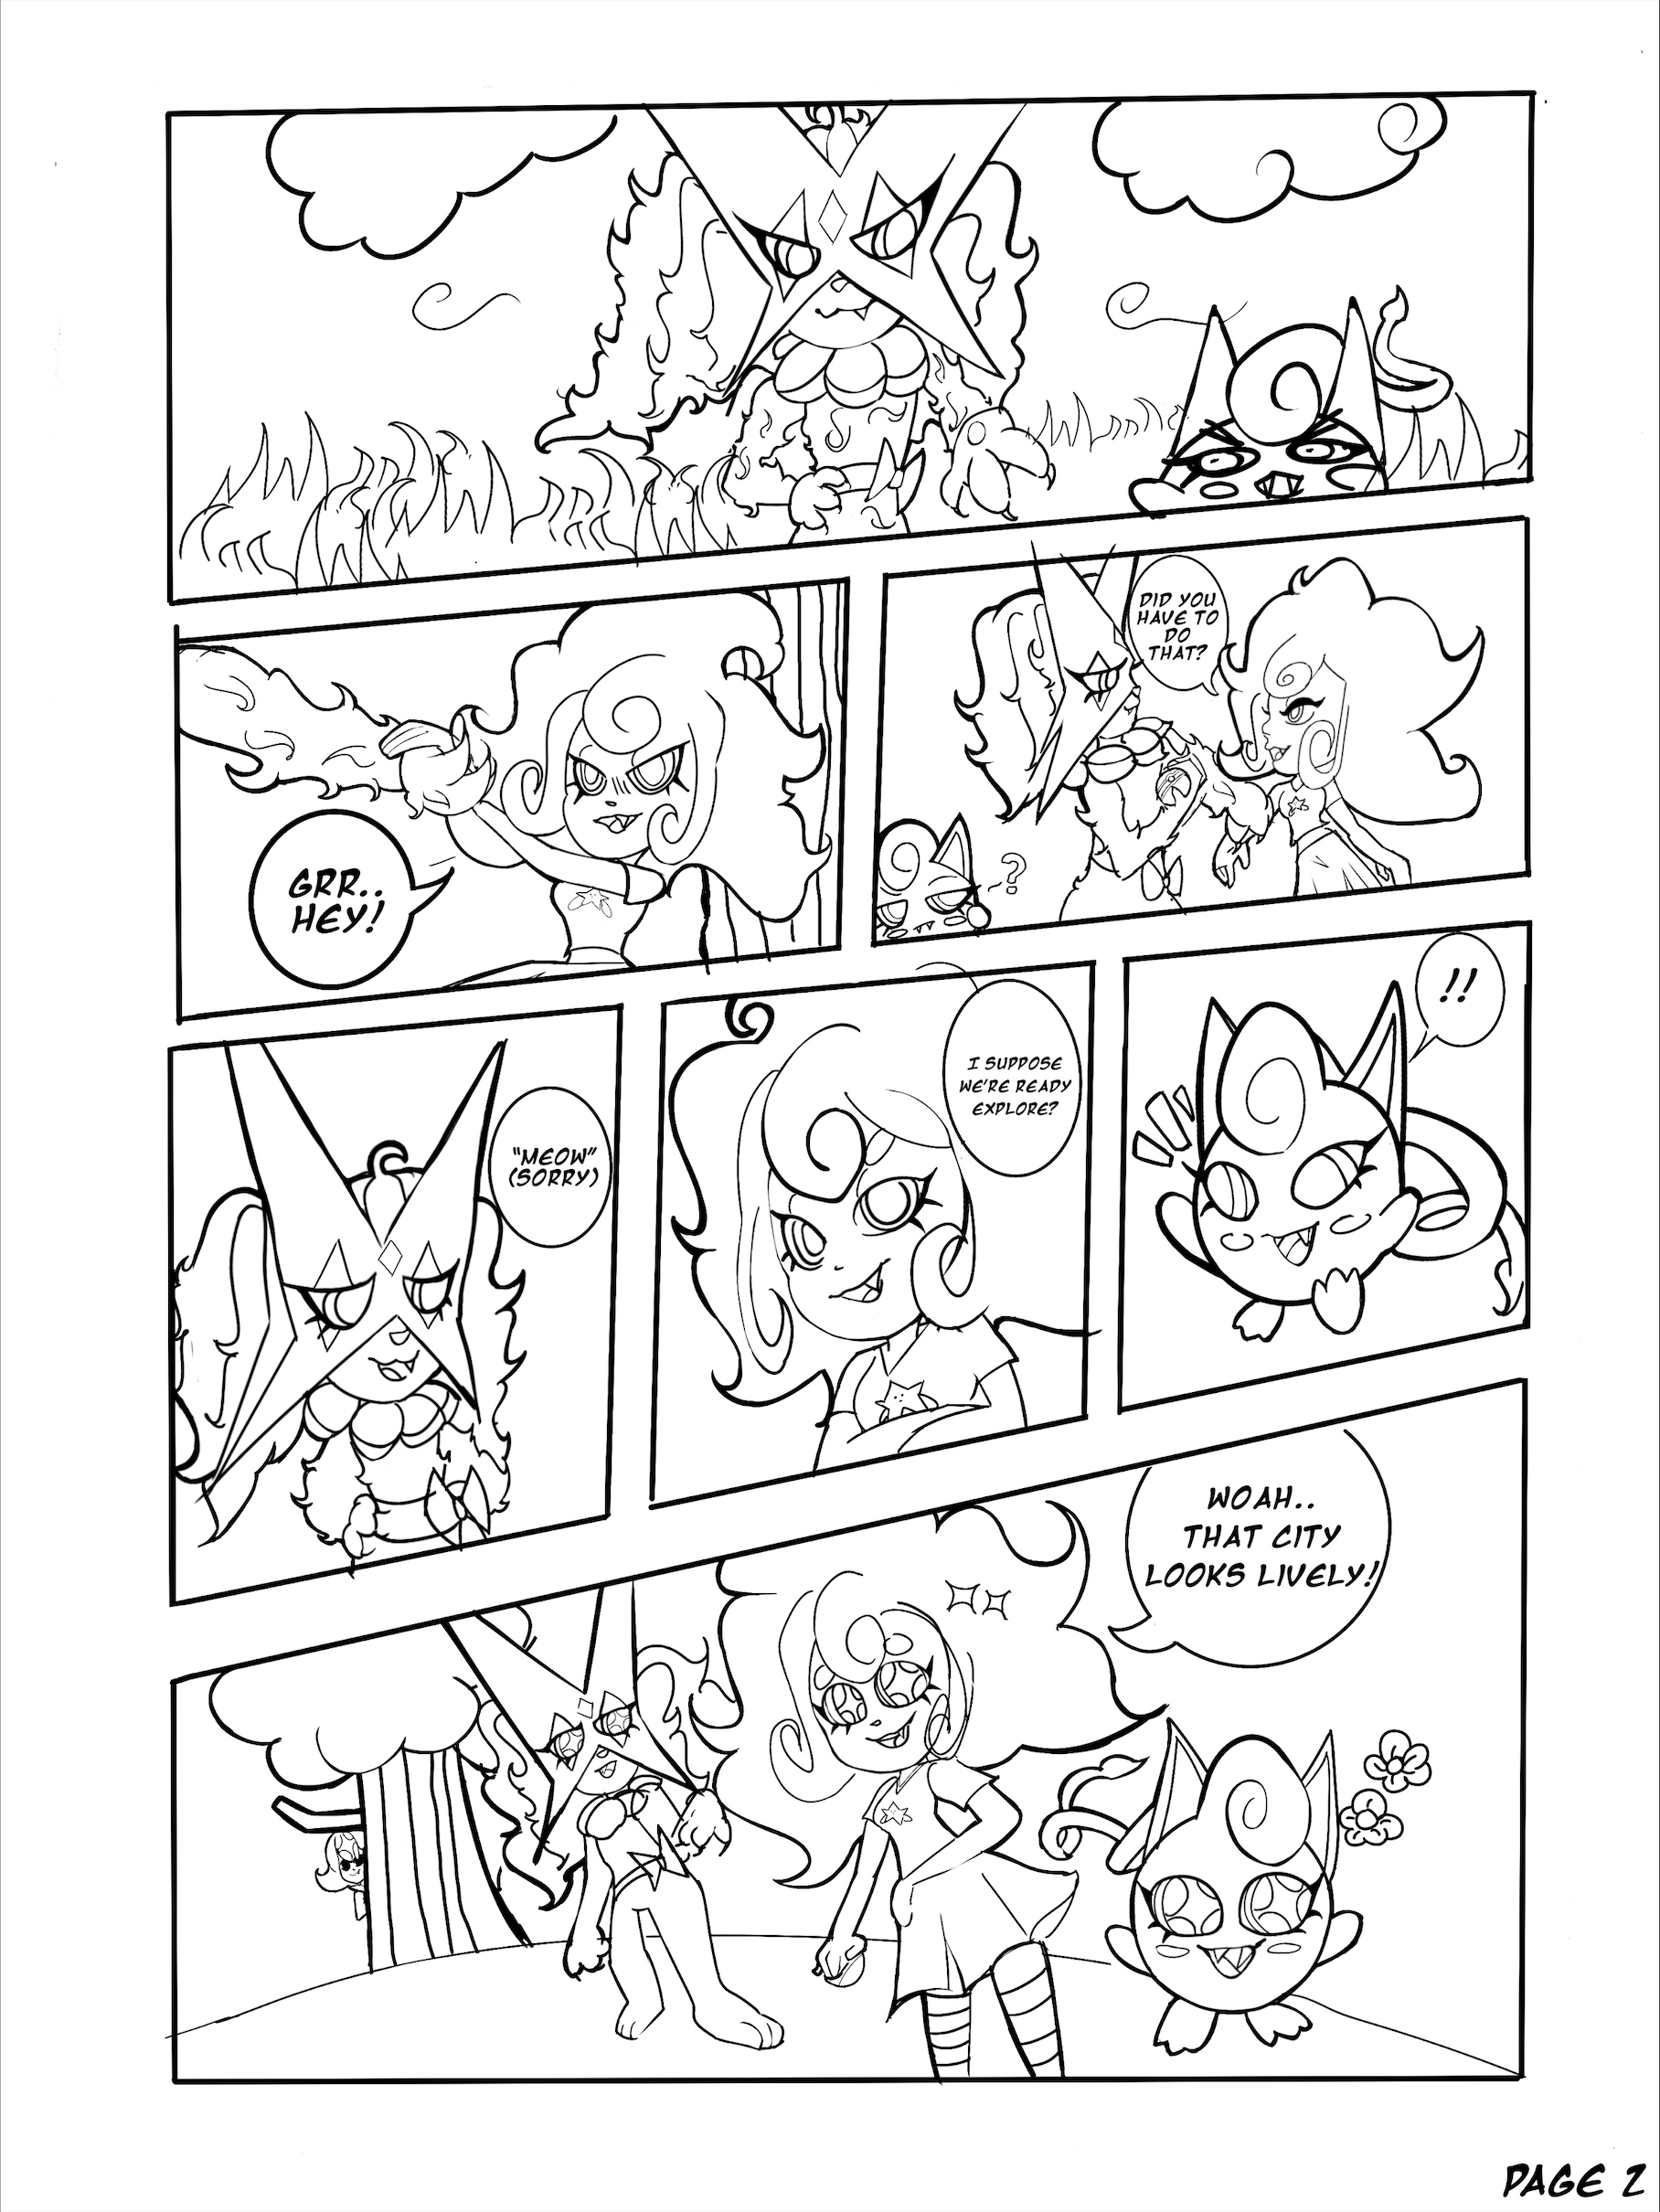 DID YOU
HAVE TO
DO
THAT?
GRR..
HEY!
?
"MEOW"
(SORRY)
I SUPPOSE
WE'RE READY
EXPLORE?
!!
WOAH..
THAT CITY
LOOKS LIVELY!
PAGE 2